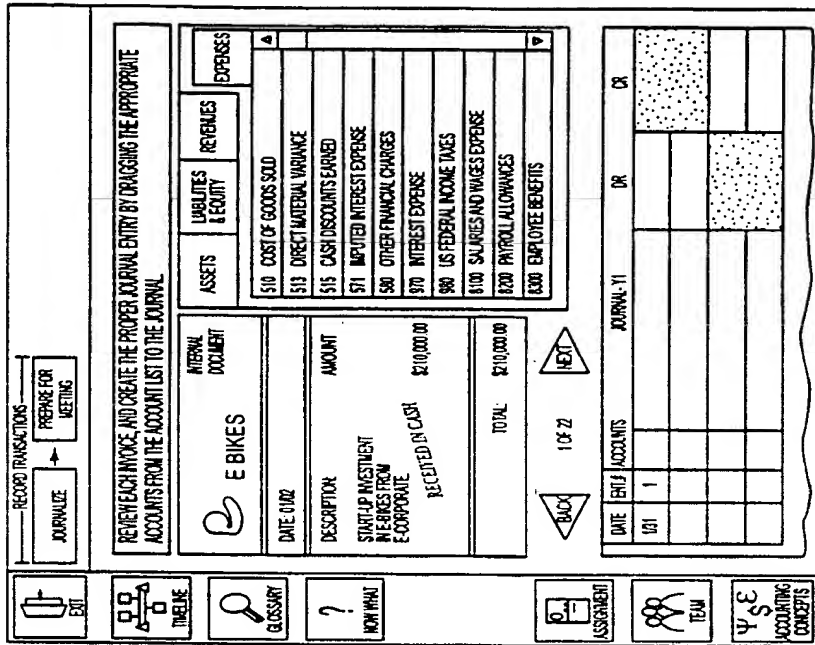 RECORD TRANSACTIONS
JOURNALIZE
PREPARE FOR
MEETING
EXIT
TIMELINE
GLOSSARY
?
NOW WHAT
ASSIGNMENT
TEAM
Ψ $ £
ACCOUNTING
CONCEPTS
REVIEW EACH INVOICE, AND CREATE THE PROPER JOURNAL ENTRY BY DRAGGING THE APPROPRIATE
ACCOUNTS FROM THE ACCOUNT LIST TO THE JOURNAL.
E BIKES
INTERNAL
DOCUMENT
DATE: 01/02
DESCRIPTION: AMOUNT
START-UP INVESTMENT
IN E-BIKES FROM
E-CORPORATE $210,000.00
RECEITED IN CASH
TOTAL: $210,000.00
BACK
1 OF 22
NEXT
ASSETS
LIABILITES
& EQUITY
REVENUES
EXPENSES
510 COST OF GOODS SOLD
513 DIRECT MATERIAL VARIANCE
515 CASH DISCOUNTS EARNED
571 IMPUTED INTEREST EXPENSE
580 OTHER FINANCIAL CHARGES
970 INTEREST EXPENSE
980 US FEDERAL INCOME TAXES
8100 SALARIES AND WAGES EXPENSE
8200 PAYROLL ALLOWANCES
8300 EMPLOYEE BENEFITS
DATE ENT.# ACCOUNTS JOURNAL-Y1 DR CR
1/01 1